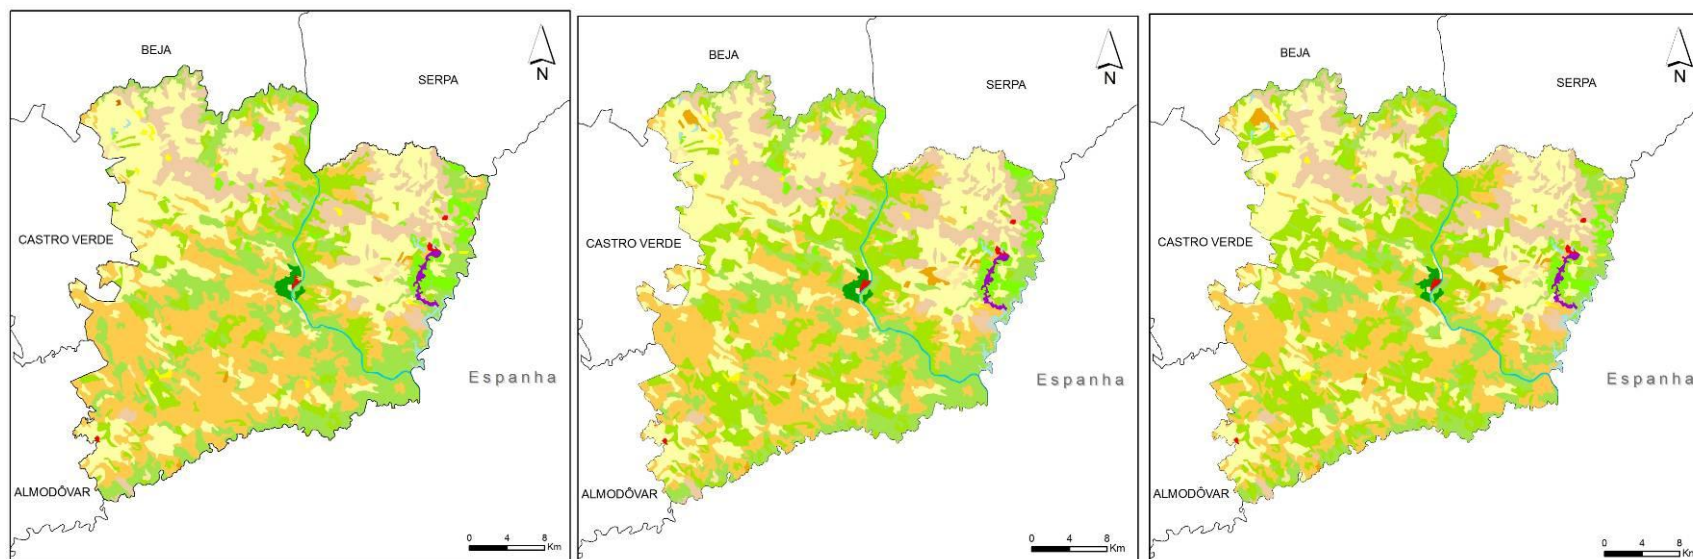 BEJA
SERPA
N
CASTRO VERDE
Espanha
ALMODÔVAR
0 4 8
Km
BEJA
SERPA
N
CASTRO VERDE
Espanha
ALMODÔVAR
0 4 8
Km
BEJA
SERPA
N
CASTRO VERDE
Espanha
ALMODÔVAR
0 4 8
Km